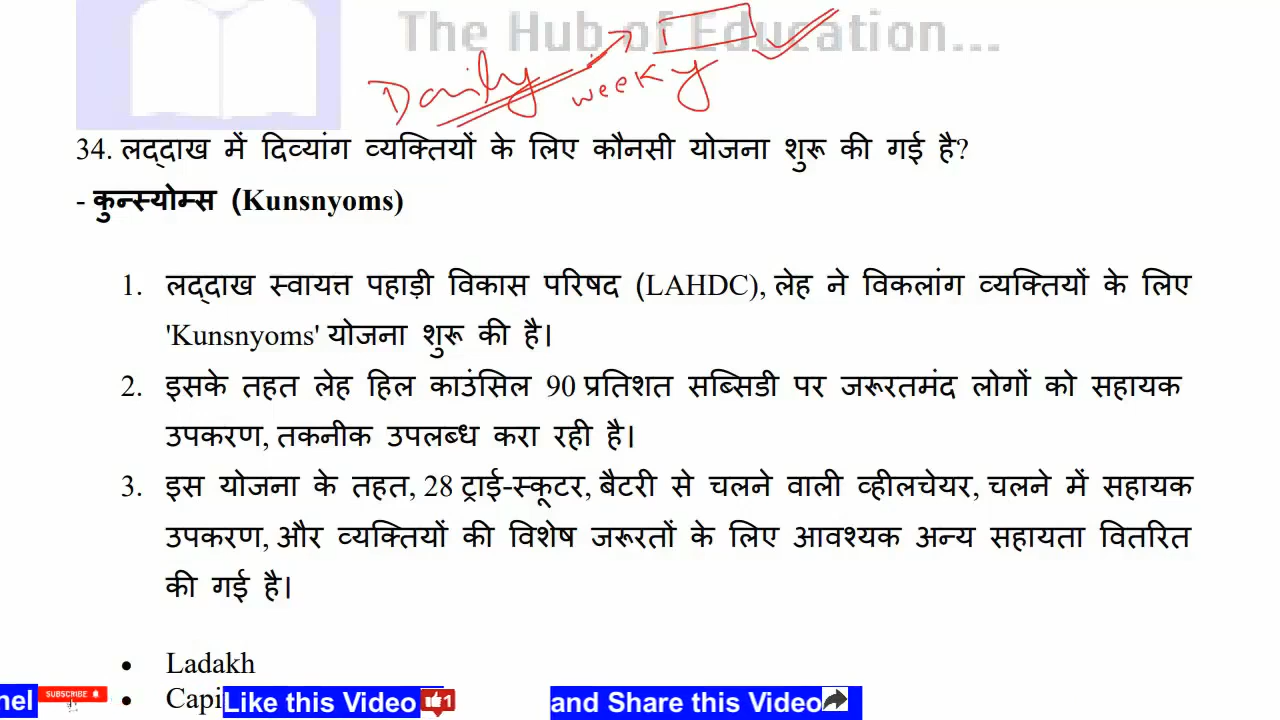 The Hub of Education...
Daily
weeky
34. लद्दाख में दिव्यांग व्यक्तियों के लिए कौनसी योजना शुरू की गई है?
- कुन्स्योम्स (Kunsnyoms)
1. लद्दाख स्वायत्त पहाड़ी विकास परिषद (LAHDC), लेह ने विकलांग व्यक्तियों के लिए
'Kunsnyoms' योजना शुरू की है।
2. इसके तहत लेह हिल काउंसिल 90 प्रतिशत सब्सिडी पर जरूरतमंद लोगों को सहायक
उपकरण, तकनीक उपलब्ध करा रही है।
3. इस योजना के तहत, 28 ट्राई-स्कूटर, बैटरी से चलने वाली व्हीलचेयर, चलने में सहायक
उपकरण, और व्यक्तियों की विशेष जरूरतों के लिए आवश्यक अन्य सहायता वितरित
की गई है।
• Ladakh
• Capi
nel SUBSCRIBE Like this Video 1 and Share this Video